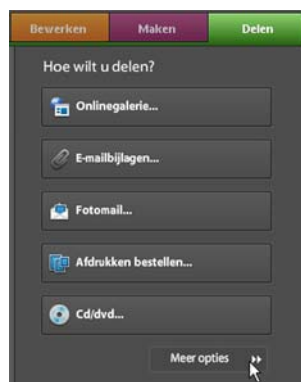 Bewerken Maken Delen
Hoe wilt u delen?
Onlinegalerie...
E-mailbijlagen...
Fotomail...
Afdrukken bestellen...
Cd/dvd...
Meer opties